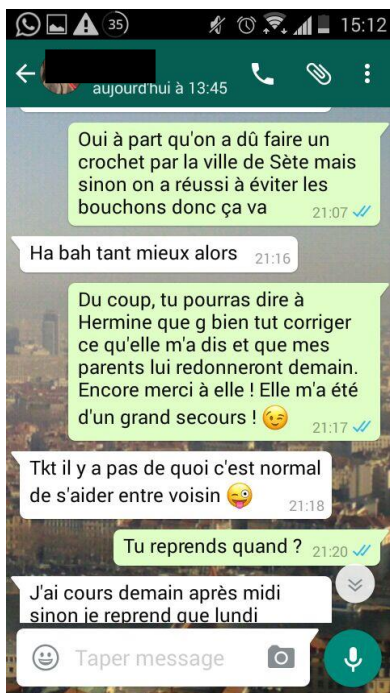 35
15:12
aujourd'hui à 13:45
Oui à part qu'on a dû faire un
crochet par la ville de Sète mais
sinon on a réussi à éviter les
bouchons donc ça va
21:07
Ha bah tant mieux alors
21:16
Du coup, tu pourras dire à
Hermine que g bien tut corriger
ce qu'elle m'a dis et que mes
parents lui redonneront demain.
Encore merci à elle ! Elle m'a été
d'un grand secours !
21:17
Tkt il y a pas de quoi c'est normal
de s'aider entre voisin
21:18
Tu reprends quand ?
21:20
J'ai cours demain après midi
sinon je reprend que lundi
Taper message